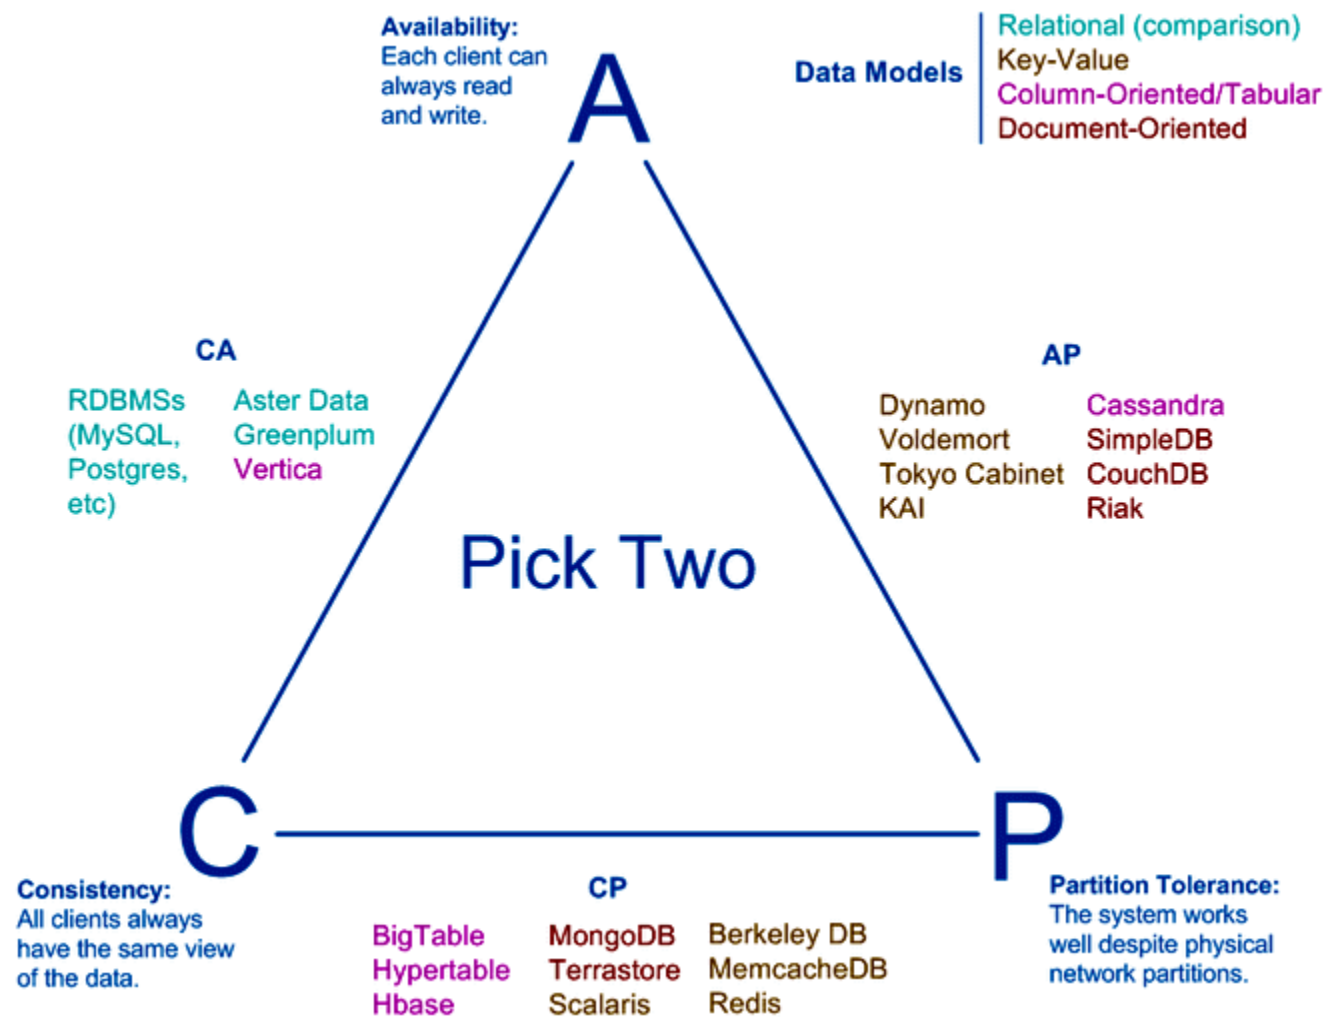 Availability:
Each client can
always read
and write.
A
Data Models
Relational (comparison)
Key-Value
Column-Oriented/Tabular
Document-Oriented
CA
RDBMSs
(MySQL,
Postgres,
etc)
Aster Data
Greenplum
Vertica
AP
Dynamo
Voldemort
Tokyo Cabinet
KAI
Cassandra
SimpleDB
CouchDB
Riak
Pick Two
C
P
Consistency:
All clients always
have the same view
of the data.
CP
BigTable
Hypertable
Hbase
MongoDB
Terrastore
Scalaris
Berkeley DB
MemcacheDB
Redis
Partition Tolerance:
The system works
well despite physical
network partitions.